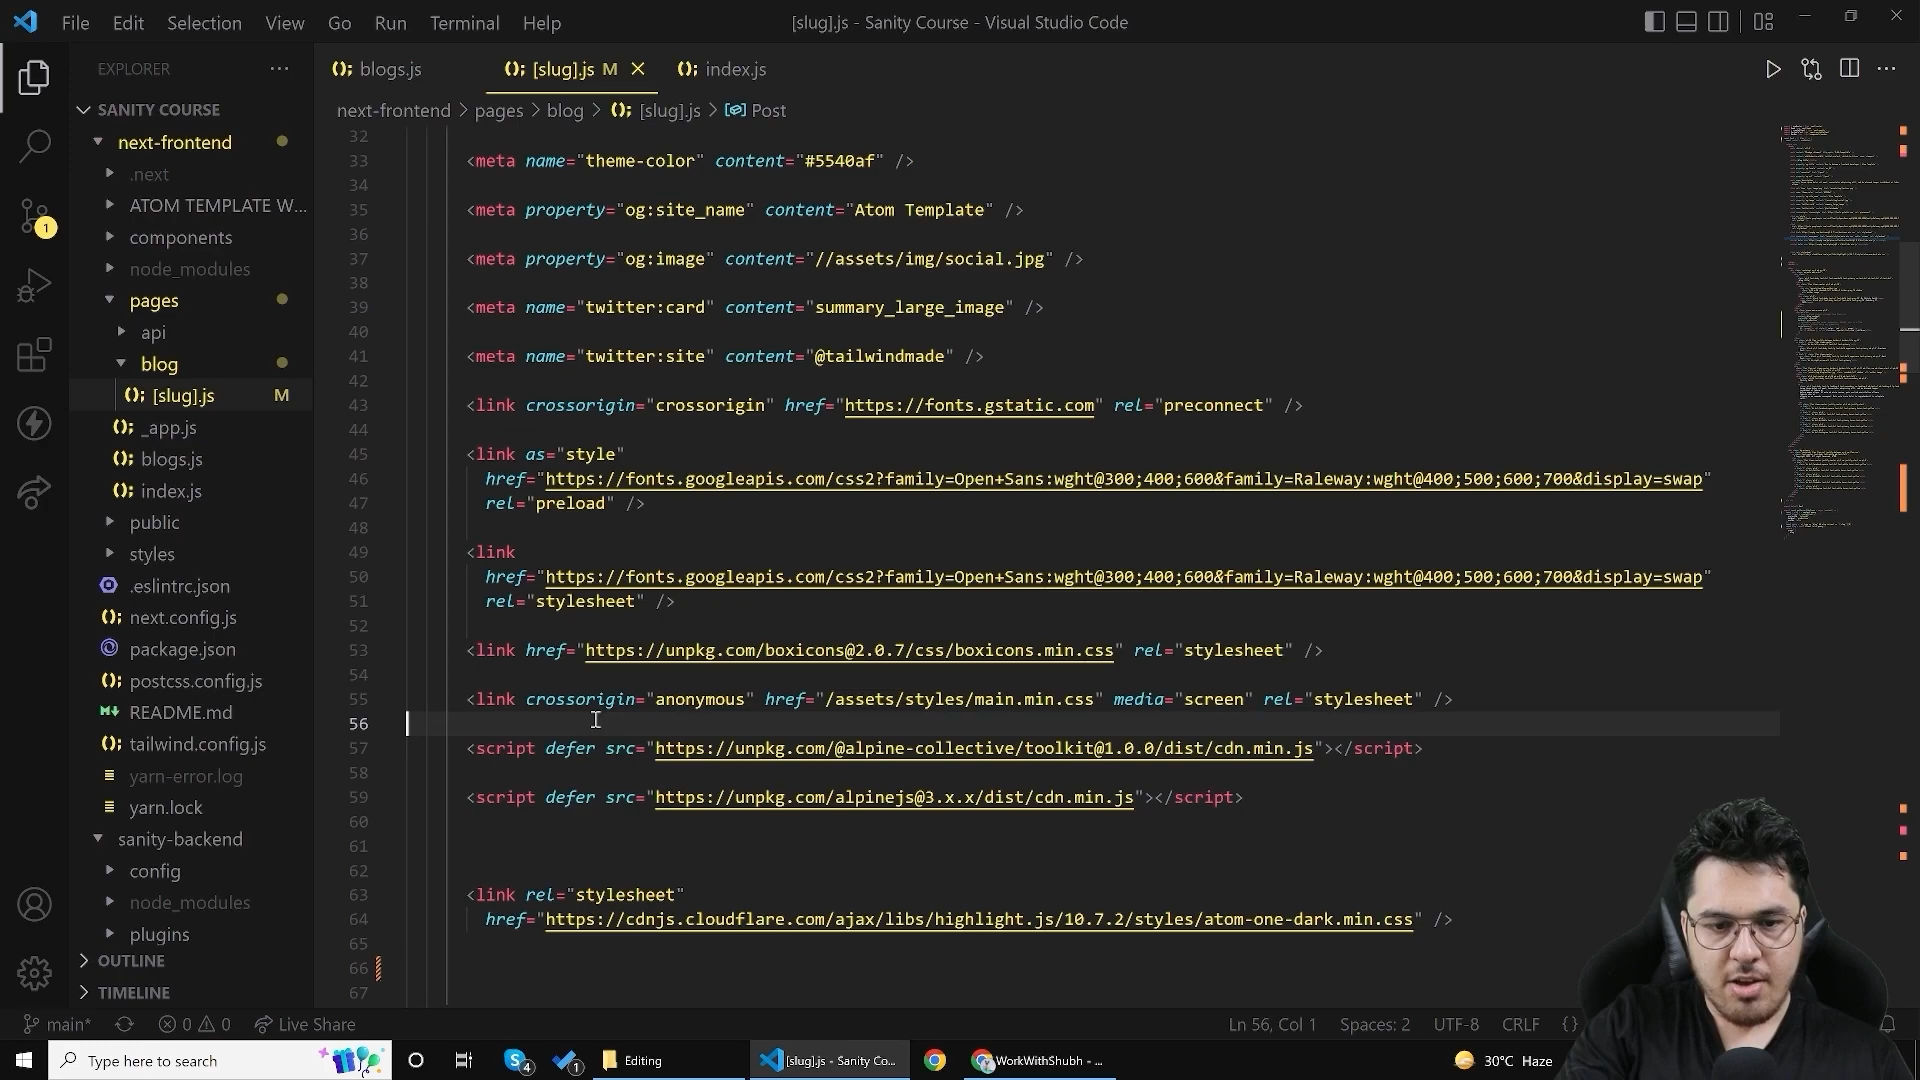 File Edit Selection View Go Run Terminal Help
[slug].js - Sanity Course - Visual Studio Code
EXPLORER
SANITY COURSE
next-frontend
.next
ATOM TEMPLATE W...
components
node_modules
pages
api
blog
[slug].js M
_app.js
blogs.js
index.js
public
styles
.eslintrc.json
next.config.js
package.json
postcss.config.js
README.md
tailwind.config.js
yarn-error.log
yarn.lock
sanity-backend
config
node_modules
plugins
OUTLINE
TIMELINE
1
blogs.js
[slug].js M
index.js
next-frontend > pages > blog > [slug].js > Post
32
33 <meta name="theme-color" content="#5540af" />
34
35 <meta property="og:site_name" content="Atom Template" />
36
37 <meta property="og:image" content="//assets/img/social.jpg" />
38
39 <meta name="twitter:card" content="summary_large_image" />
40
41 <meta name="twitter:site" content="@tailwindmade" />
42
43 <link crossorigin="crossorigin" href="https://fonts.gstatic.com" rel="preconnect" />
44
45 <link as="style"
46 href="https://fonts.googleapis.com/css2?family=Open+Sans:wght@300;400;600&family=Raleway:wght@400;500;600;700&display=swap"
47 rel="preload" />
48
49 <link
50 href="https://fonts.googleapis.com/css2?family=Open+Sans:wght@300;400;600&family=Raleway:wght@400;500;600;700&display=swap"
51 rel="stylesheet" />
52
53 <link href="https://unpkg.com/boxicons@2.0.7/css/boxicons.min.css" rel="stylesheet" />
54
55 <link crossorigin="anonymous" href="/assets/styles/main.min.css" media="screen" rel="stylesheet" />
56
57 <script defer src="https://unpkg.com/@alpine-collective/toolkit@1.0.0/dist/cdn.min.js"></script>
58
59 <script defer src="https://unpkg.com/alpinejs@3.x.x/dist/cdn.min.js"></script>
60
61
62
63 <link rel="stylesheet"
64 href="https://cdnjs.cloudflare.com/ajax/libs/highlight.js/10.7.2/styles/atom-one-dark.min.css" />
65
66
67
main* 0 0 Live Share
Ln 56, Col 1 Spaces: 2 UTF-8 CRLF {}
Type here to search
4
1
Editing
[slug].js - Sanity Co...
WorkWithShubh - ...
30°C Haze